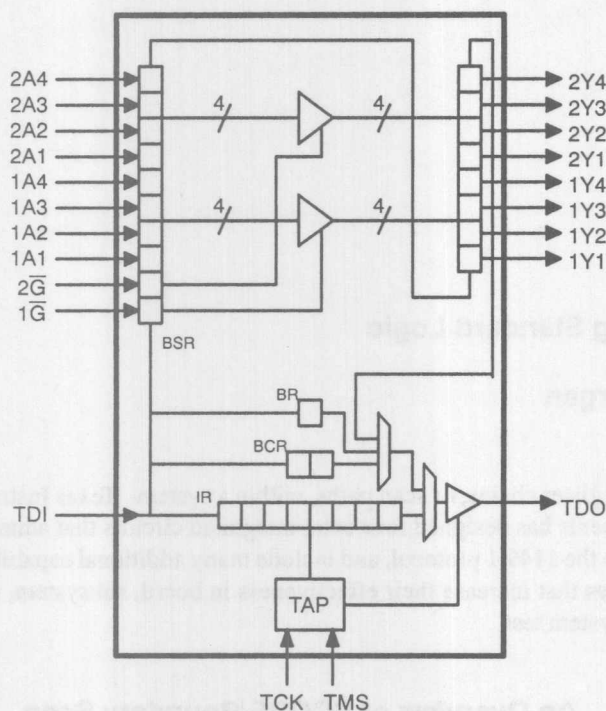 2A4
2A3
2A2
2A1
1A4
1A3
1A2
1A1
2G̅
1G̅
4
4
4
4
2Y4
2Y3
2Y2
2Y1
1Y4
1Y3
1Y2
1Y1
BSR
BR
BCR
IR
TDI
TDO
TAP
TCK TMS